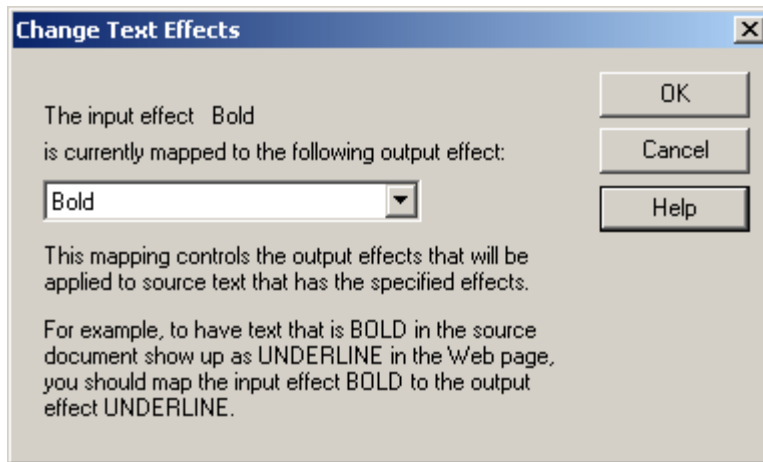 Change Text Effects
OK
The input effect Bold
is currently mapped to the following output effect:
Cancel
Bold
Help
This mapping controls the output effects that will be
applied to source text that has the specified effects.
For example, to have text that is BOLD in the source
document show up as UNDERLINE in the Web page,
you should map the input effect BOLD to the output
effect UNDERLINE.